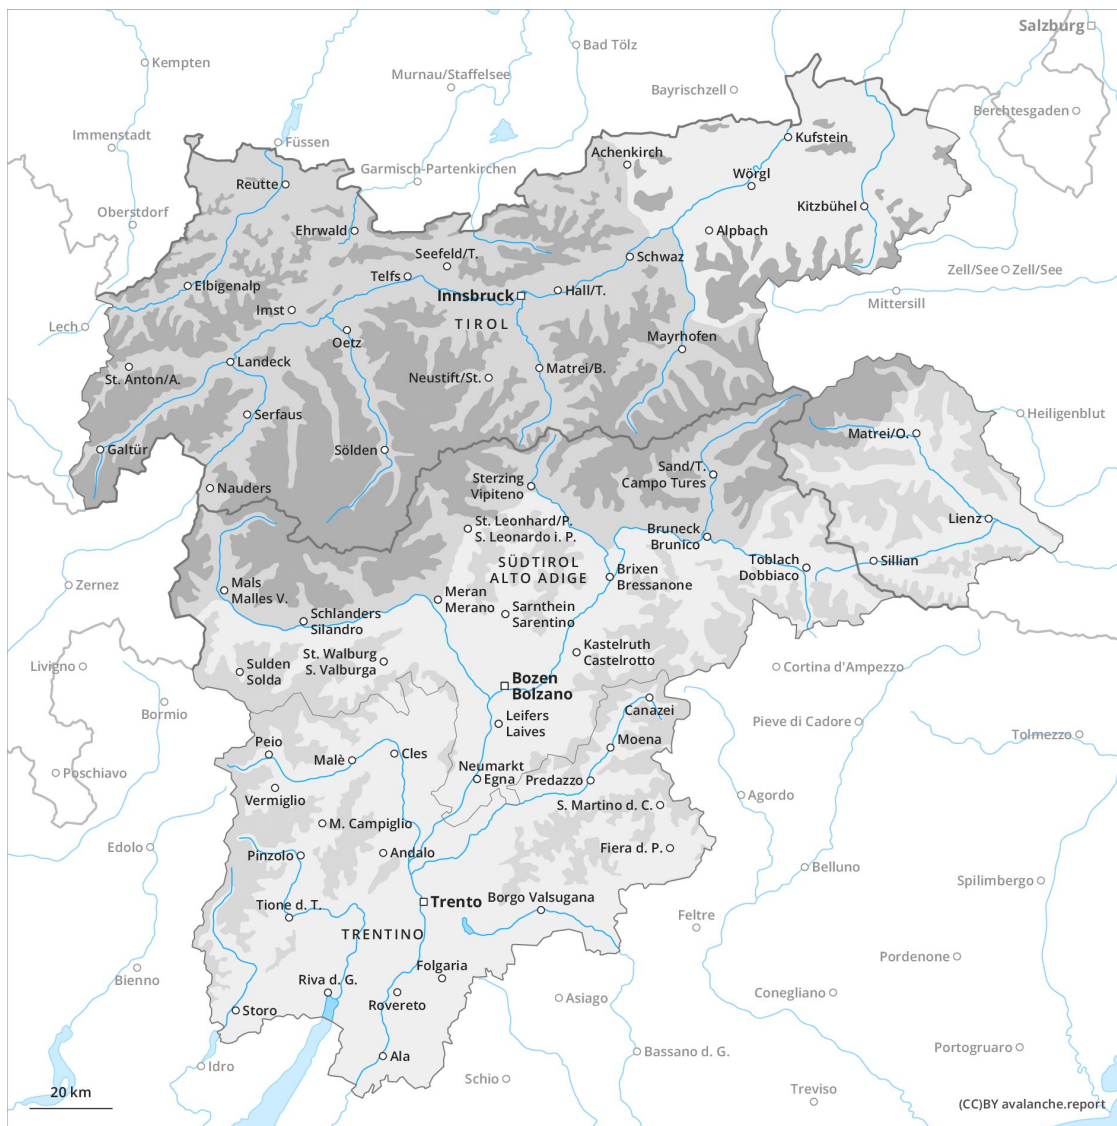 Salzburg
Bad Tölz
Kempten
Murnau/Staffelsee
Bayrischzell
Berchtesgaden
Immenstadt
Füssen
Kufstein
Achenkirch
Garmisch-Partenkirchen
Wörgl
Reutte
Oberstdorf
Kitzbühel
Ehrwald
Alpbach
Seefeld/T.
Schwaz
Telfs
Zell/See
Zell/See
Elbigenalp
Innsbruck
Hall/T.
Mittersill
Imst
Lech
TIROL
Oetz
Mayrhofen
Landeck
St. Anton/A.
Neustift/St.
Matrei/B.
Serfaus
Heiligenblut
Matrei/O.
Galtür
Sölden
Sand/T.
Campo Tures
Sterzing
Vipiteno
Nauders
St. Leonhard/P.
S. Leonardo i. P.
Lienz
Bruneck
Brunico
SÜDTIROL
ALTO ADIGE
Toblach
Dobbiaco
Sillian
Brixen
Bressanone
Zernez
Mals
Malles V.
Meran
Merano
Schlanders
Silandro
Sarnthein
Sarentino
Kastelruth
Castelrotto
St. Walburg
S. Valburga
Livigno
Sulden
Solda
Cortina d'Ampezzo
Bozen
Bolzano
Bormio
Canazei
Leifers
Laives
Pieve di Cadore
Tolmezzo
Peio
Malè
Cles
Moena
Poschiavo
Neumarkt
Egna
Predazzo
Vermiglio
S. Martino d. C.
Agordo
M. Campiglio
Edolo
Pinzolo
Andalo
Fiera d. P.
Belluno
Spilimbergo
Trento
Borgo Valsugana
Tione d. T.
Feltre
TRENTINO
Pordenone
Bienno
Folgaria
Riva d. G.
Rovereto
Asiago
Conegliano
Storo
Portogruaro
Ala
Bassano d. G.
Idro
Schio
Treviso
20 km
(CC)BY avalanche.report